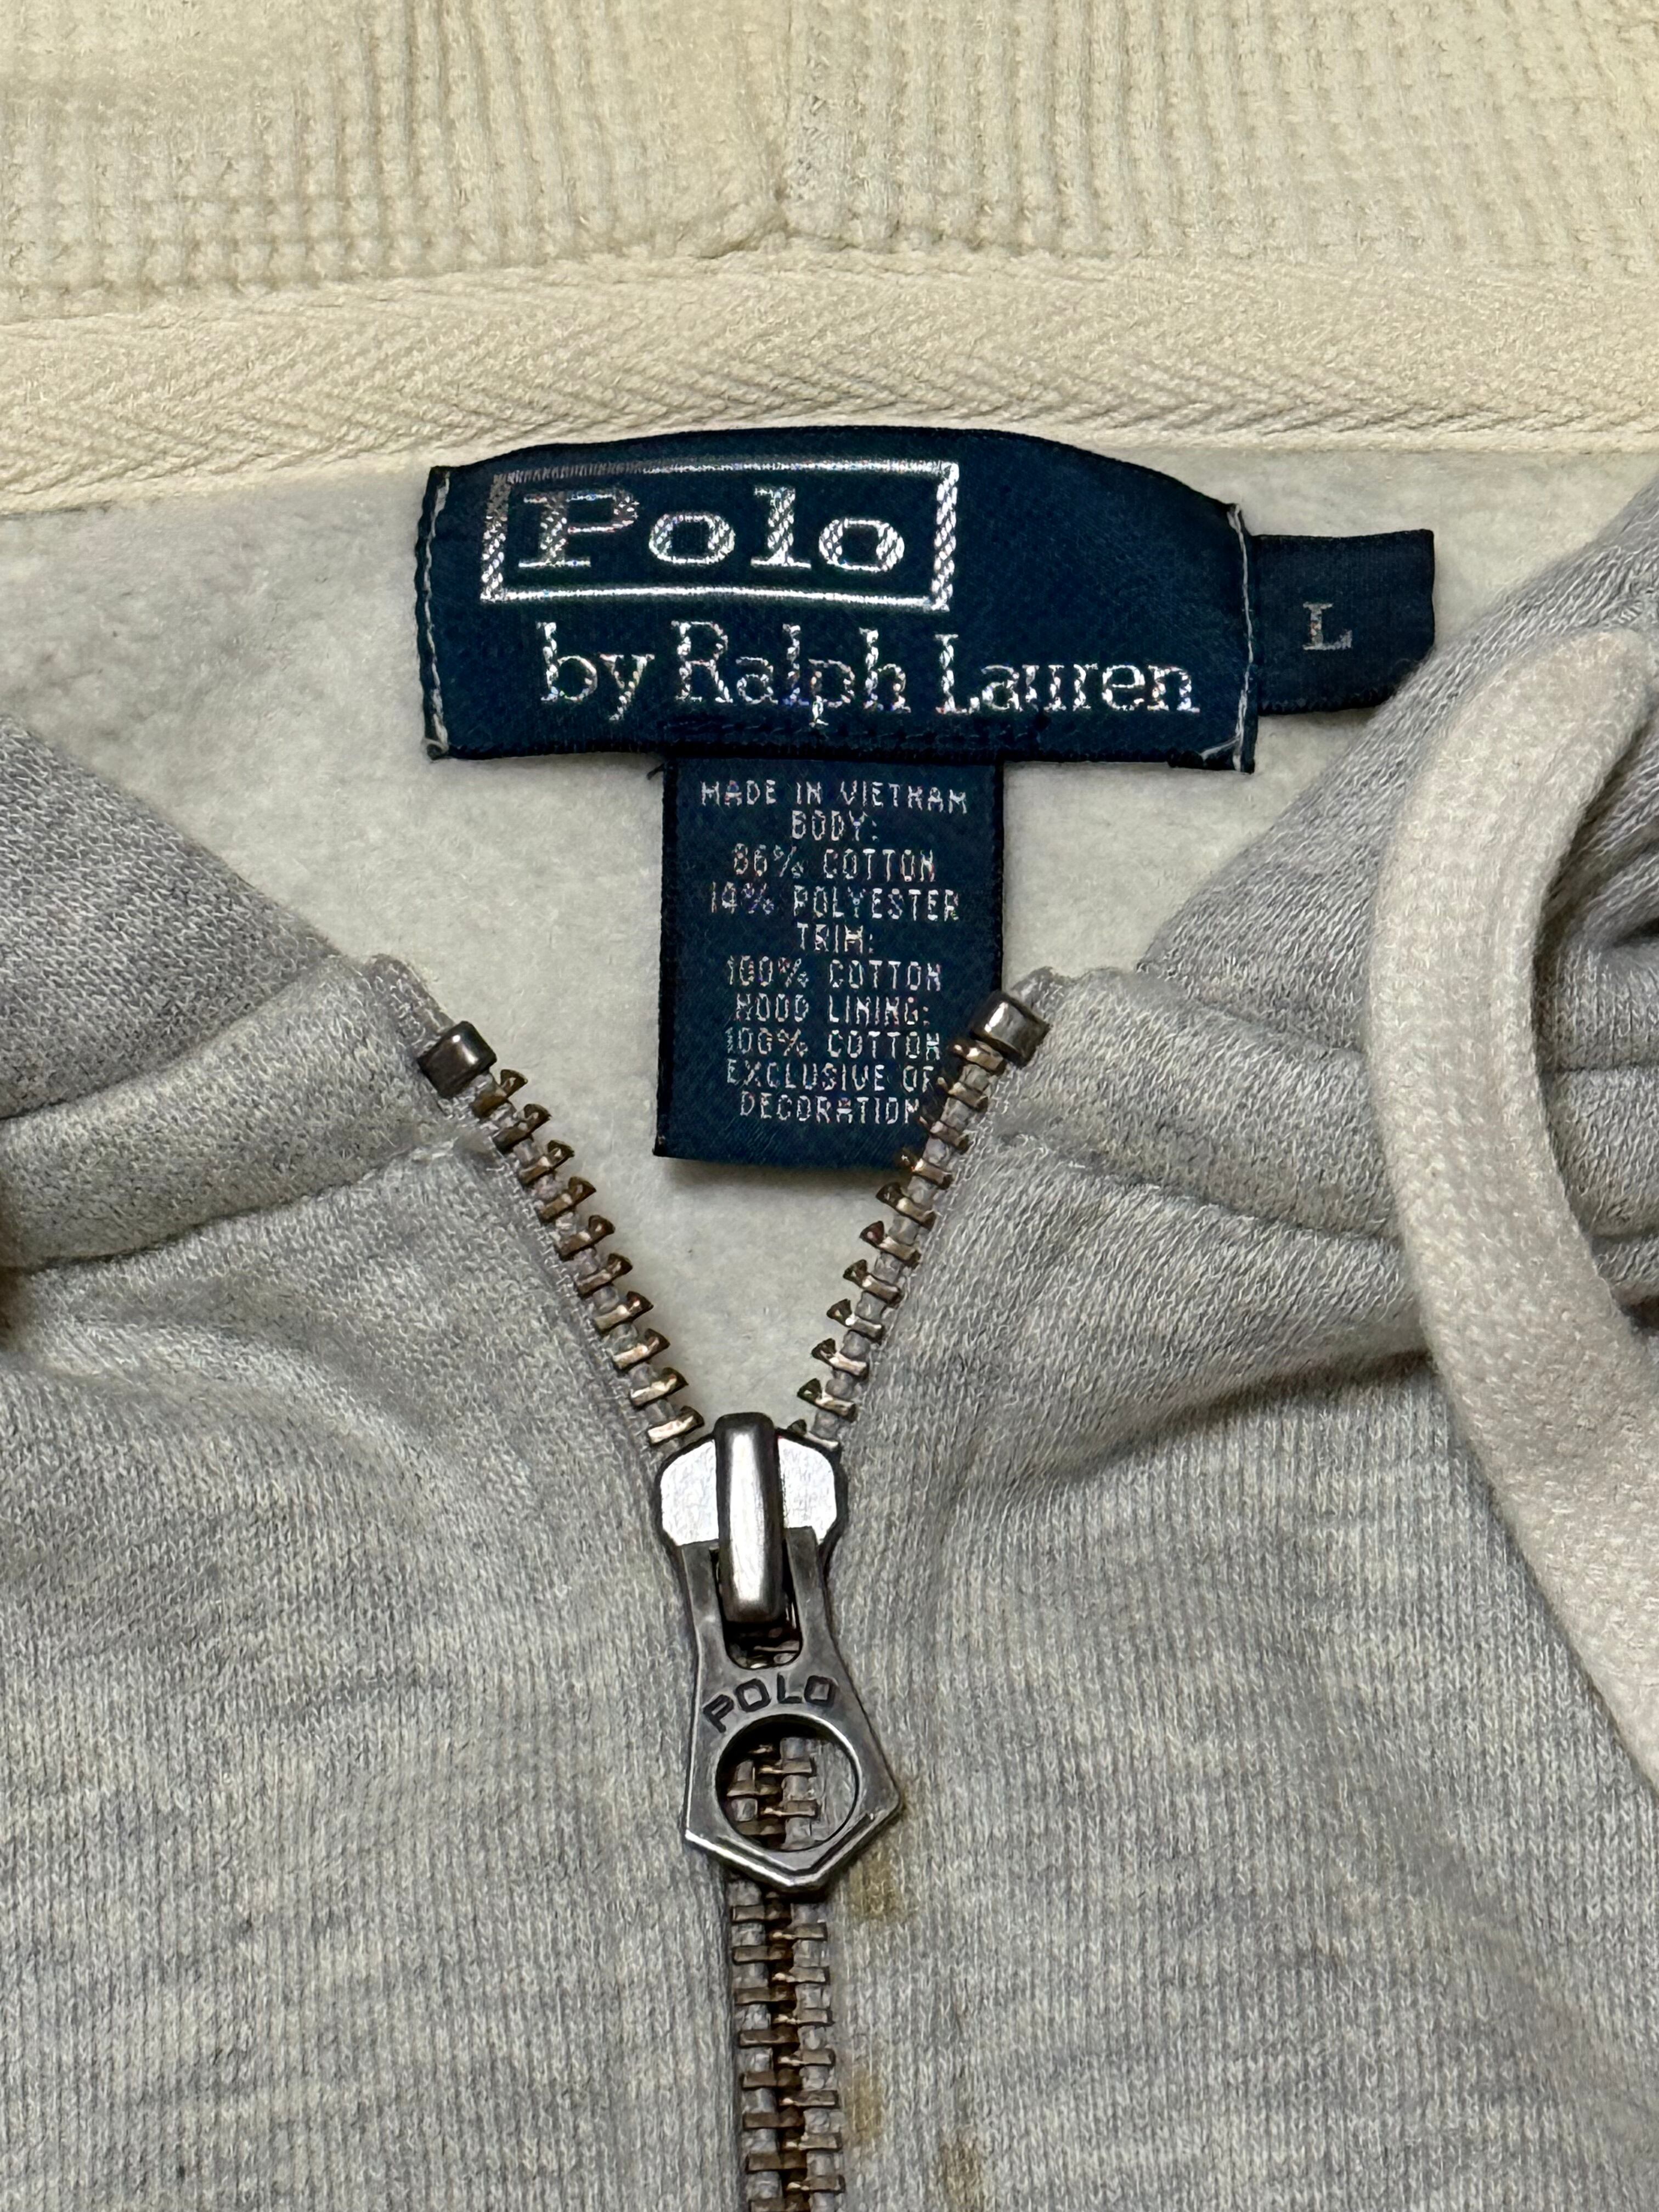 Polo
by Ralph Lauren
L
MADE IN VIETNAM
BODY:
86% COTTON
14% POLYESTER
TRIM:
100% COTTON
HOOD LINING:
100% COTTON
EXCLUSIVE OF
DECORATION
POLO